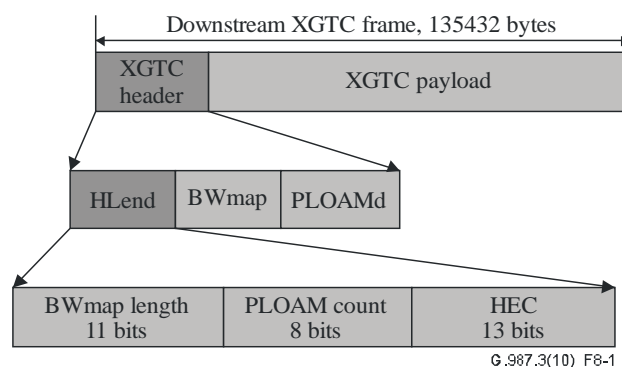 Downstream XGTC frame, 135432 bytes
XGTC
header
XGTC payload
HLend
BWmap
PLOAMd
BWmap length
11 bits
PLOAM count
8 bits
HEC
13 bits
G.987.3(10)_F8-1